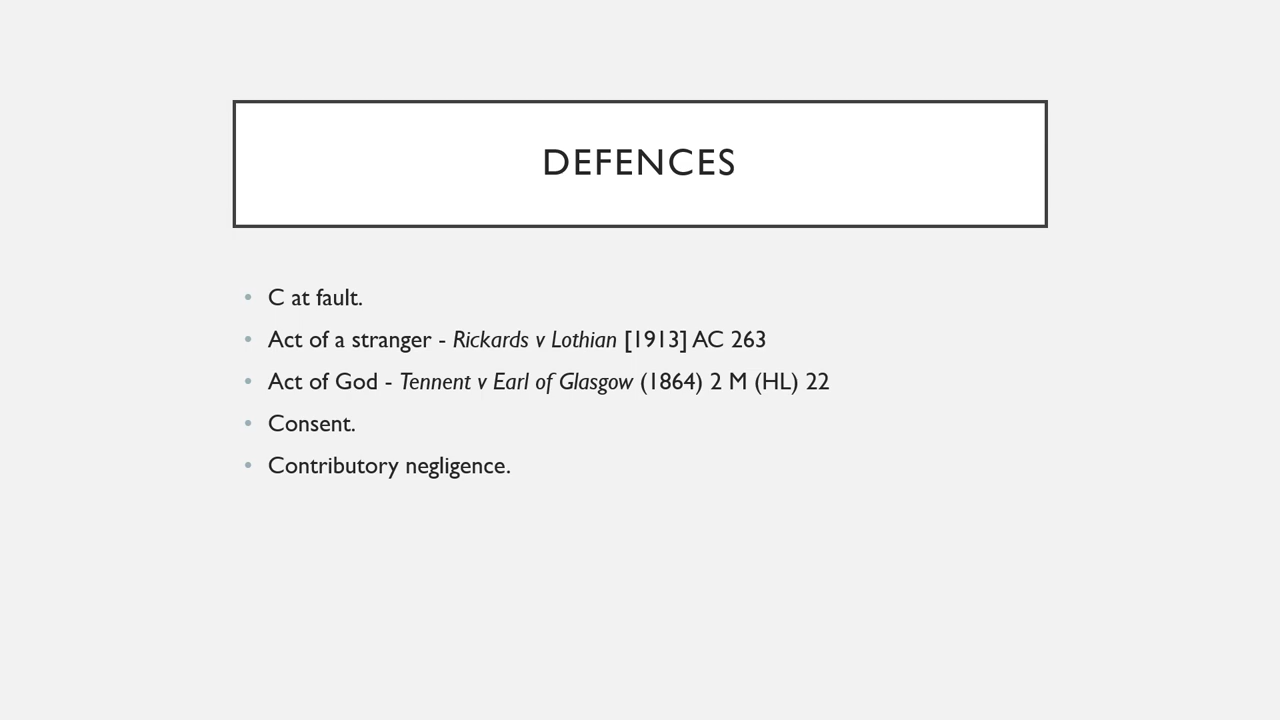 DEFENCES
• C at fault.
• Act of a stranger - Rickards v Lothian [1913] AC 263
• Act of God - Tennent v Earl of Glasgow (1864) 2 M (HL) 22
• Consent.
• Contributory negligence.